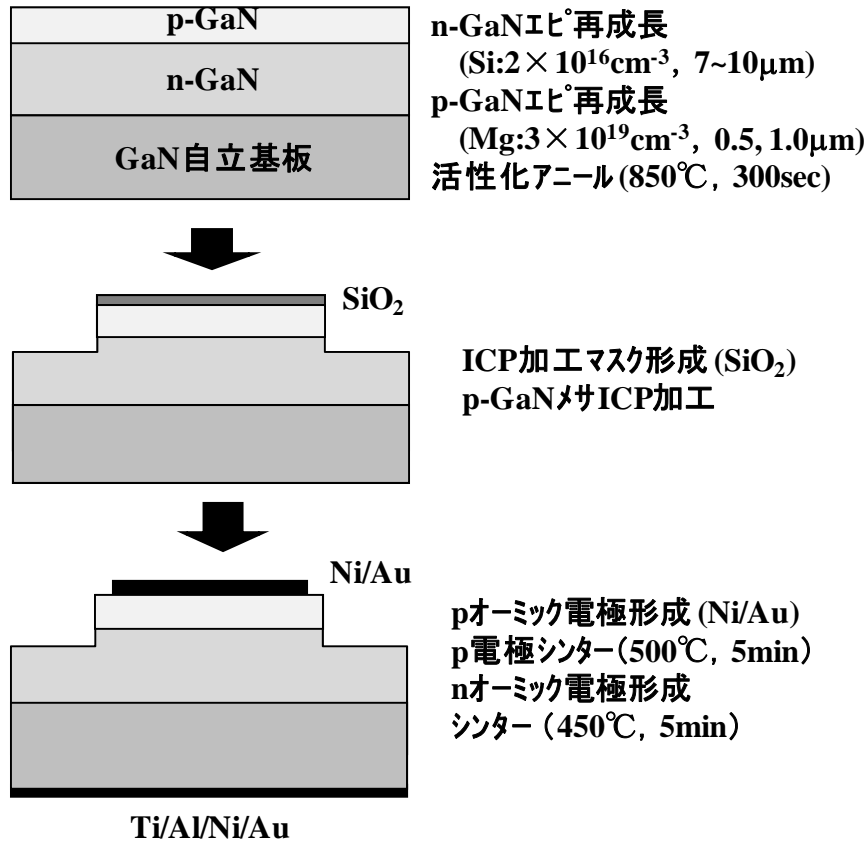 p-GaN
n-GaN
GaN自立基板
n-GaNｴﾋﾟ再成長
(Si:2×10¹⁶cm⁻³, 7~10μm)
p-GaNｴﾋﾟ再成長
(Mg:3×10¹⁹cm⁻³, 0.5, 1.0μm)
活性化アニール(850℃, 300sec)
SiO₂
ICP加工マスク形成(SiO₂)
p-GaNﾒｻICP加工
Ni/Au
pオーミック電極形成(Ni/Au)
p電極シンター(500℃, 5min)
nオーミック電極形成
シンター(450℃, 5min)
Ti/Al/Ni/Au